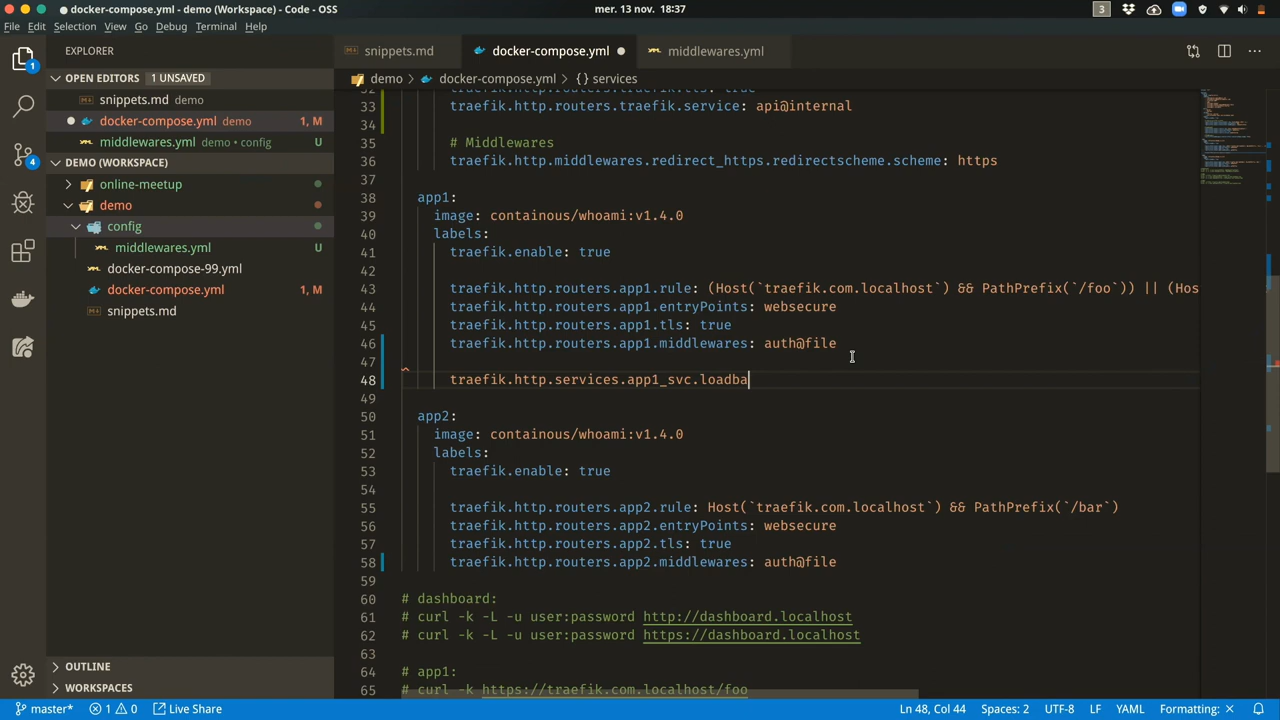 docker-compose.yml - demo (Workspace) - Code - OSS
mer. 13 nov. 18:37
3
File Edit Selection View Go Debug Terminal Help
EXPLORER
snippets.md
docker-compose.yml
middlewares.yml
OPEN EDITORS 1 UNSAVED
snippets.md demo
docker-compose.yml demo 1, M
middlewares.yml demo • config U
DEMO (WORKSPACE)
online-meetup
demo
config
middlewares.yml U
docker-compose-99.yml
docker-compose.yml 1, M
snippets.md
1
4
demo > docker-compose.yml > {} services
32 traefik.http.routers.traefik.tls: true
33 traefik.http.routers.traefik.service: api@internal
34
35 # Middlewares
36 traefik.http.middlewares.redirect_https.redirectscheme.scheme: https
37
38 app1:
39 image: containous/whoami:v1.4.0
40 labels:
41 traefik.enable: true
42
43 traefik.http.routers.app1.rule: (Host(`traefik.com.localhost`) && PathPrefix(`/foo`)) || (Hos
44 traefik.http.routers.app1.entryPoints: websecure
45 traefik.http.routers.app1.tls: true
46 traefik.http.routers.app1.middlewares: auth@file
47
48 traefik.http.services.app1_svc.loadba
49
50 app2:
51 image: containous/whoami:v1.4.0
52 labels:
53 traefik.enable: true
54
55 traefik.http.routers.app2.rule: Host(`traefik.com.localhost`) && PathPrefix(`/bar`)
56 traefik.http.routers.app2.entryPoints: websecure
57 traefik.http.routers.app2.tls: true
58 traefik.http.routers.app2.middlewares: auth@file
59
60 # dashboard:
61 # curl -k -L -u user:password http://dashboard.localhost
62 # curl -k -L -u user:password https://dashboard.localhost
63
64 # app1:
65 # curl -k https://traefik.com.localhost/foo
OUTLINE
WORKSPACES
master* 1 0 Live Share
Ln 48, Col 44 Spaces: 2 UTF-8 LF YAML Formatting: ✕